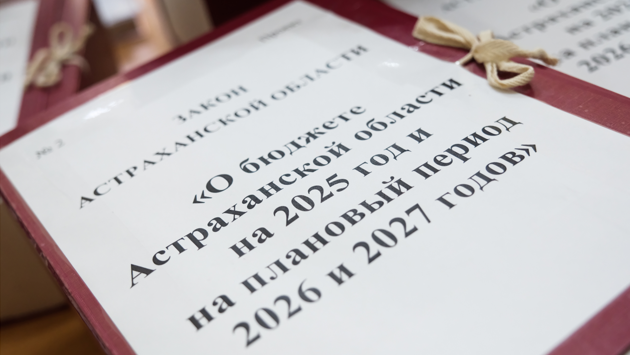 № 2
ЗАКОН
АСТРАХАНСКОЙ ОБЛАСТИ
«О бюджете
Астраханской области
на 2025 год и
на плановый период
2026 и 2027 годов»